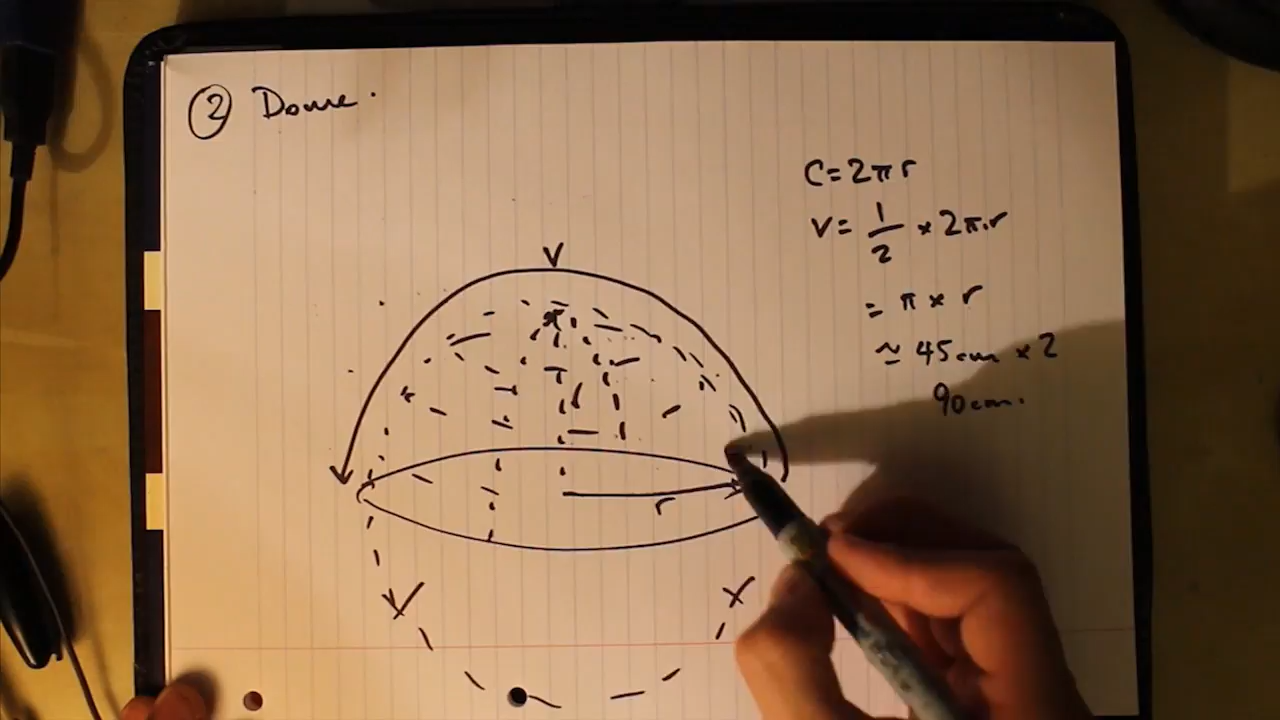 ② Dome.
C = 2πr
V = 1/2 × 2π.r
= π × r
≃ 45cm × 2
90cm.
V
r